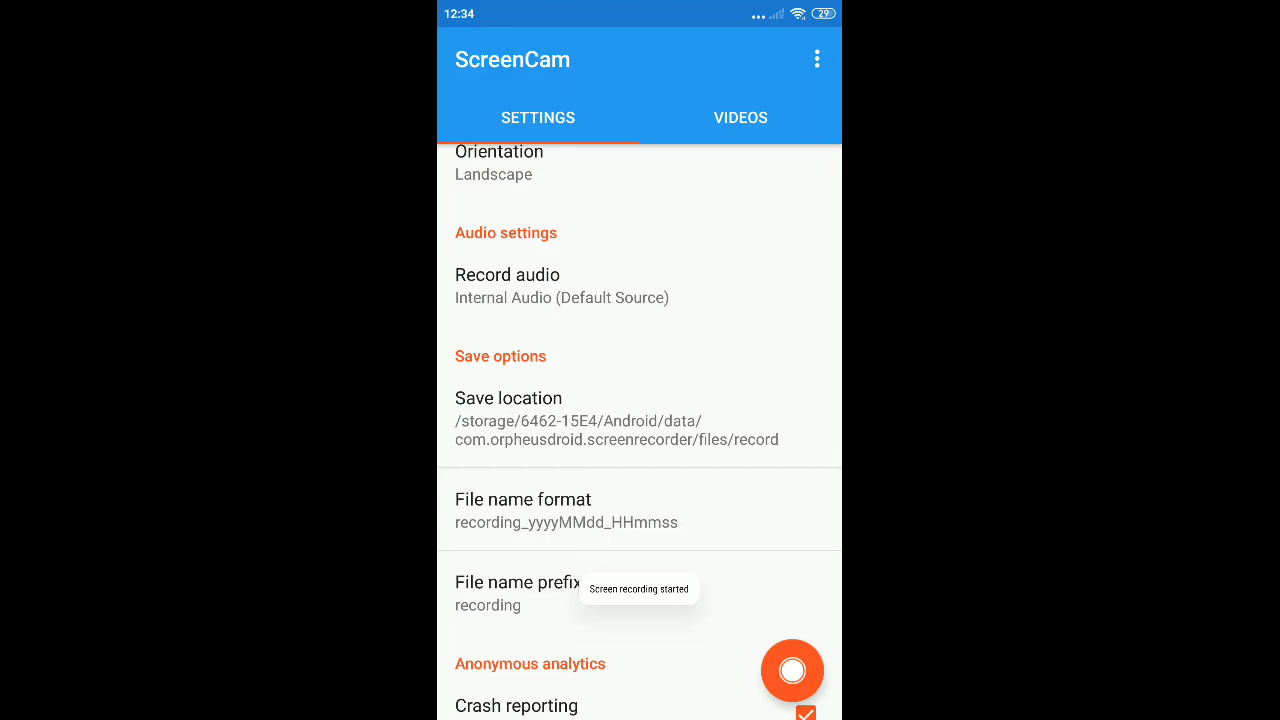 12:34
29
ScreenCam
SETTINGS
VIDEOS
Orientation
Landscape
Audio settings
Record audio
Internal Audio (Default Source)
Save options
Save location
/storage/6462-15E4/Android/data/
com.orpheusdroid.screenrecorder/files/record
File name format
recording_yyyyMMdd_HHmmss
File name prefix
Screen recording started
recording
Anonymous analytics
Crash reporting